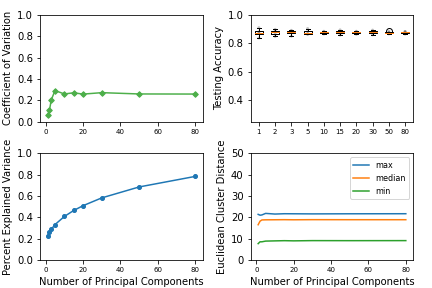 Coefficient of Variation
1.0
0.8
0.6
0.4
0.2
0.0
0 20 40 60 80
Testing Accuracy
1.0
0.8
0.6
0.4
1 2 3 5 10 15 20 30 50 80
Percent Explained Variance
1.0
0.8
0.6
0.4
0.2
0.0
0 20 40 60 80
Number of Principal Components
Euclidean Cluster Distance
50
40
30
20
10
0
max
median
min
0 20 40 60 80
Number of Principal Components